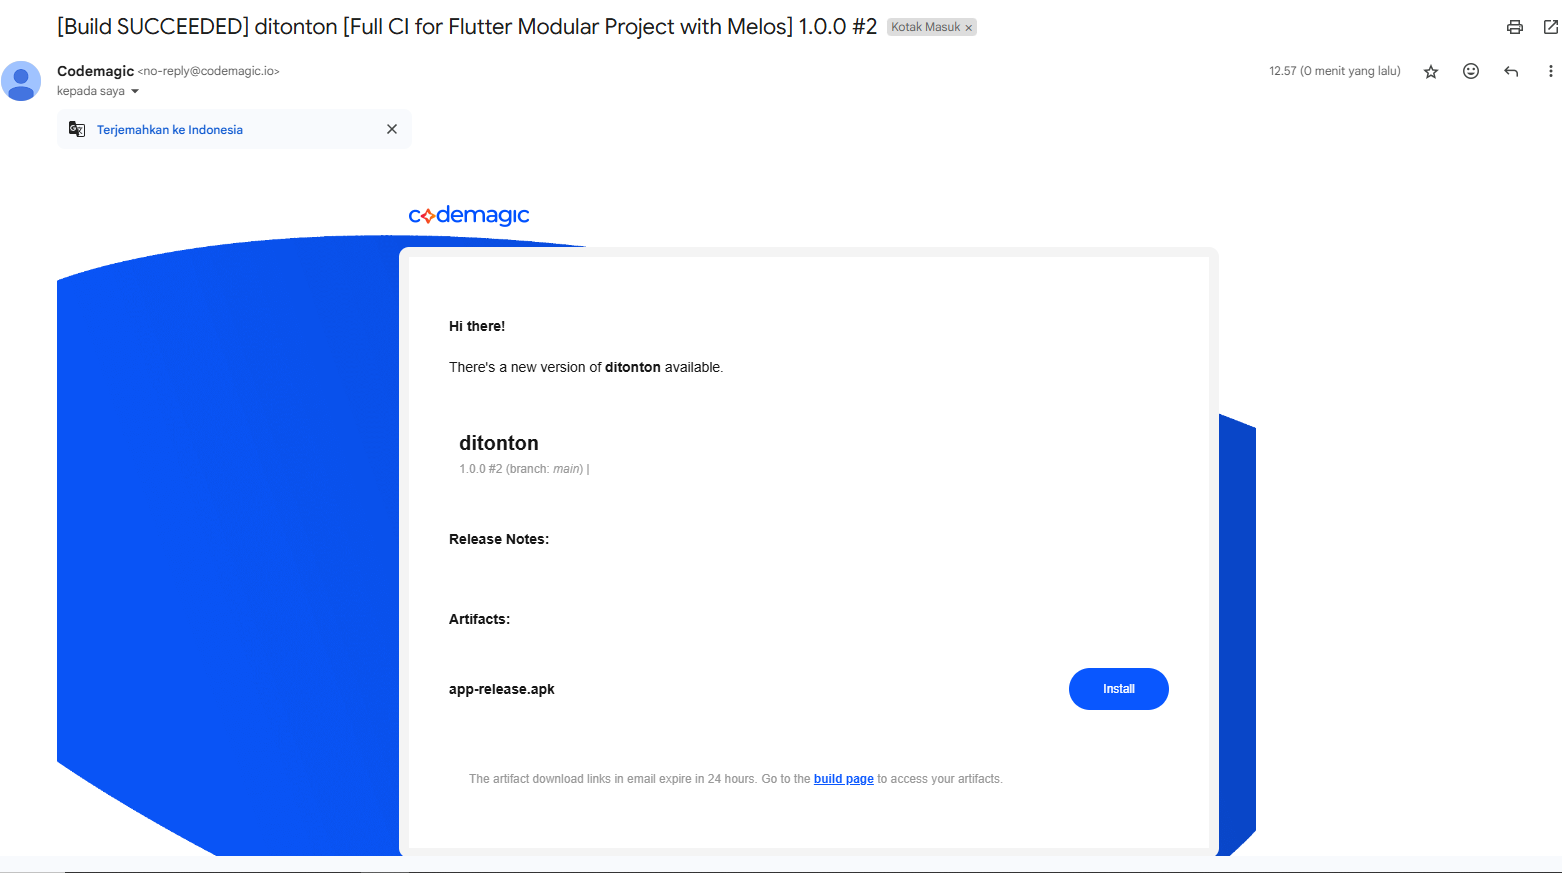 [Build SUCCEEDED] ditonton [Full CI for Flutter Modular Project with Melos] 1.0.0 #2 Kotak Masuk ×
Codemagic <no-reply@codemagic.io> 12.57 (0 menit yang lalu)
kepada saya
Terjemahkan ke Indonesia
codemagic
Hi there!
There's a new version of ditonton available.
ditonton
1.0.0 #2 (branch: main) |
Release Notes:
Artifacts:
app-release.apk Install
The artifact download links in email expire in 24 hours. Go to the build page to access your artifacts.